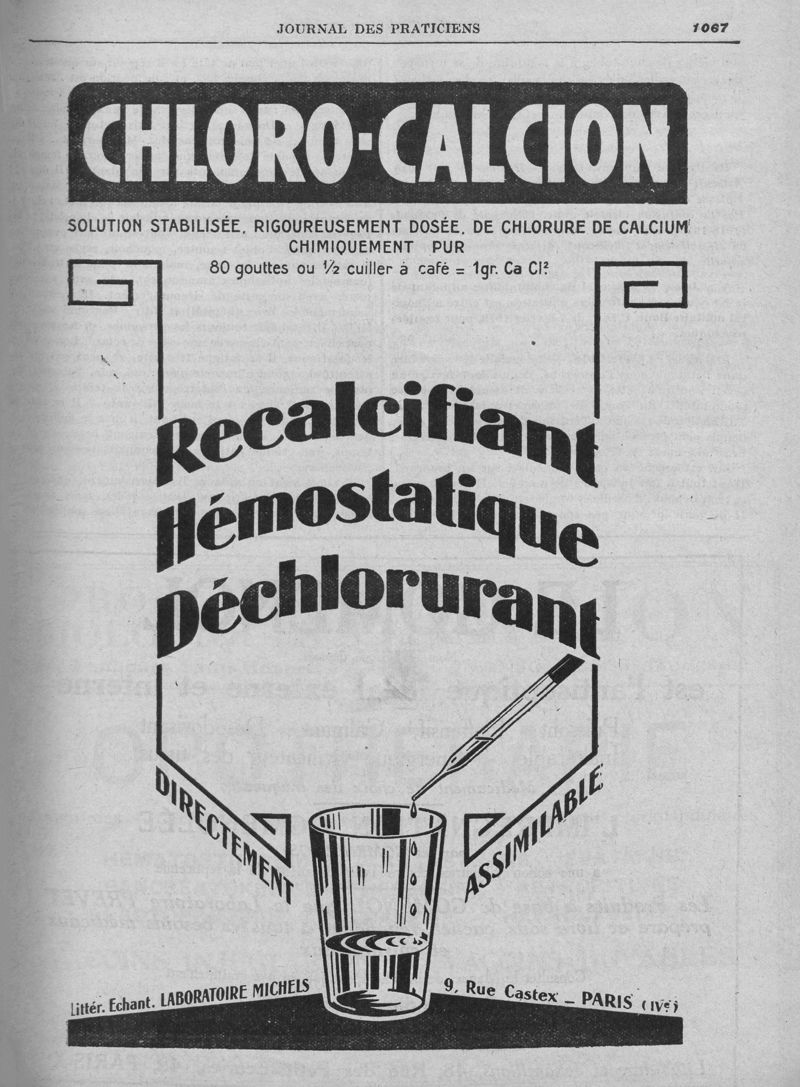 JOURNAL DES PRATICIENS 1067
CHLORO-CALCION
SOLUTION STABILISÉE, RIGOUREUSEMENT DOSÉE, DE CHLORURE DE CALCIUM
CHIMIQUEMENT PUR
80 gouttes ou ½ cuiller à café = 1gr. Ca Cl²
Recalcifiant
Hémostatique
Déchlorurant
DIRECTEMENT
ASSIMILABLE
Littér. Echant. LABORATOIRE MICHELS
9, Rue Castex _ PARIS (IVe)